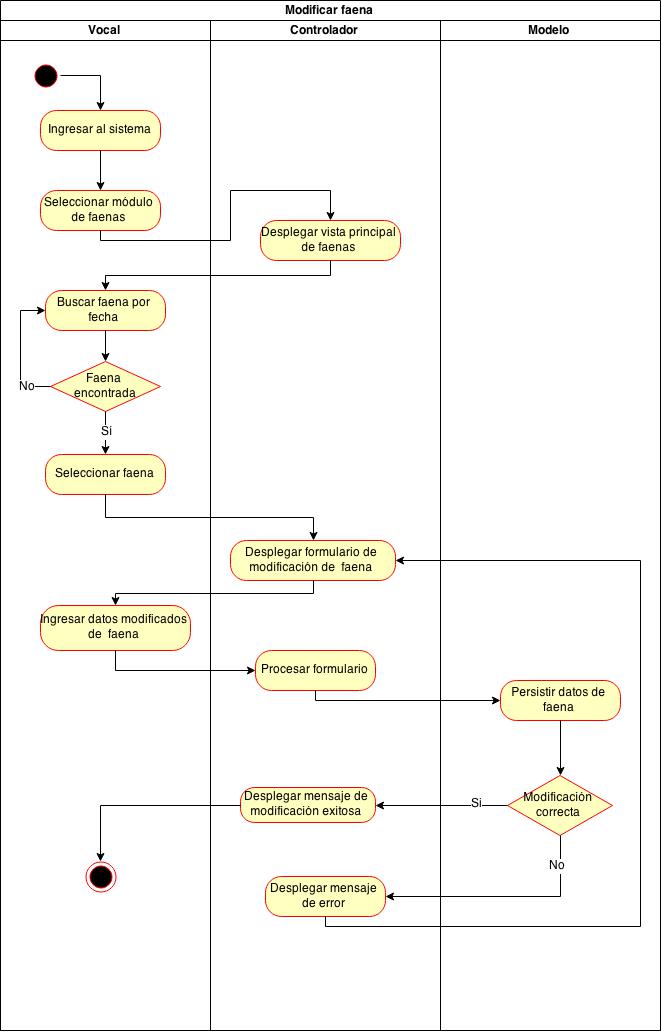 Modificar faena
Vocal
Controlador
Modelo
Ingresar al sistema
Seleccionar módulo
de faenas
Desplegar vista principal
de faenas
Buscar faena por
fecha
Faena
encontrada
No
Si
Seleccionar faena
Desplegar formulario de
modificación de faena
Ingresar datos modificados
de faena
Procesar formulario
Persistir datos de
faena
Modificación
correcta
Si
Desplegar mensaje de
modificación exitosa
No
Desplegar mensaje
de error